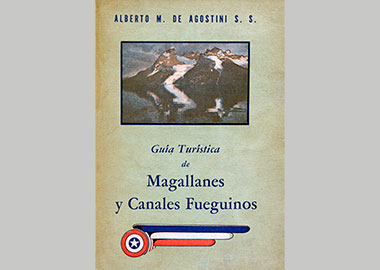 ALBERTO M. DE AGOSTINI S. S.
Guía Turística
de
Magallanes
y Canales Fueguinos